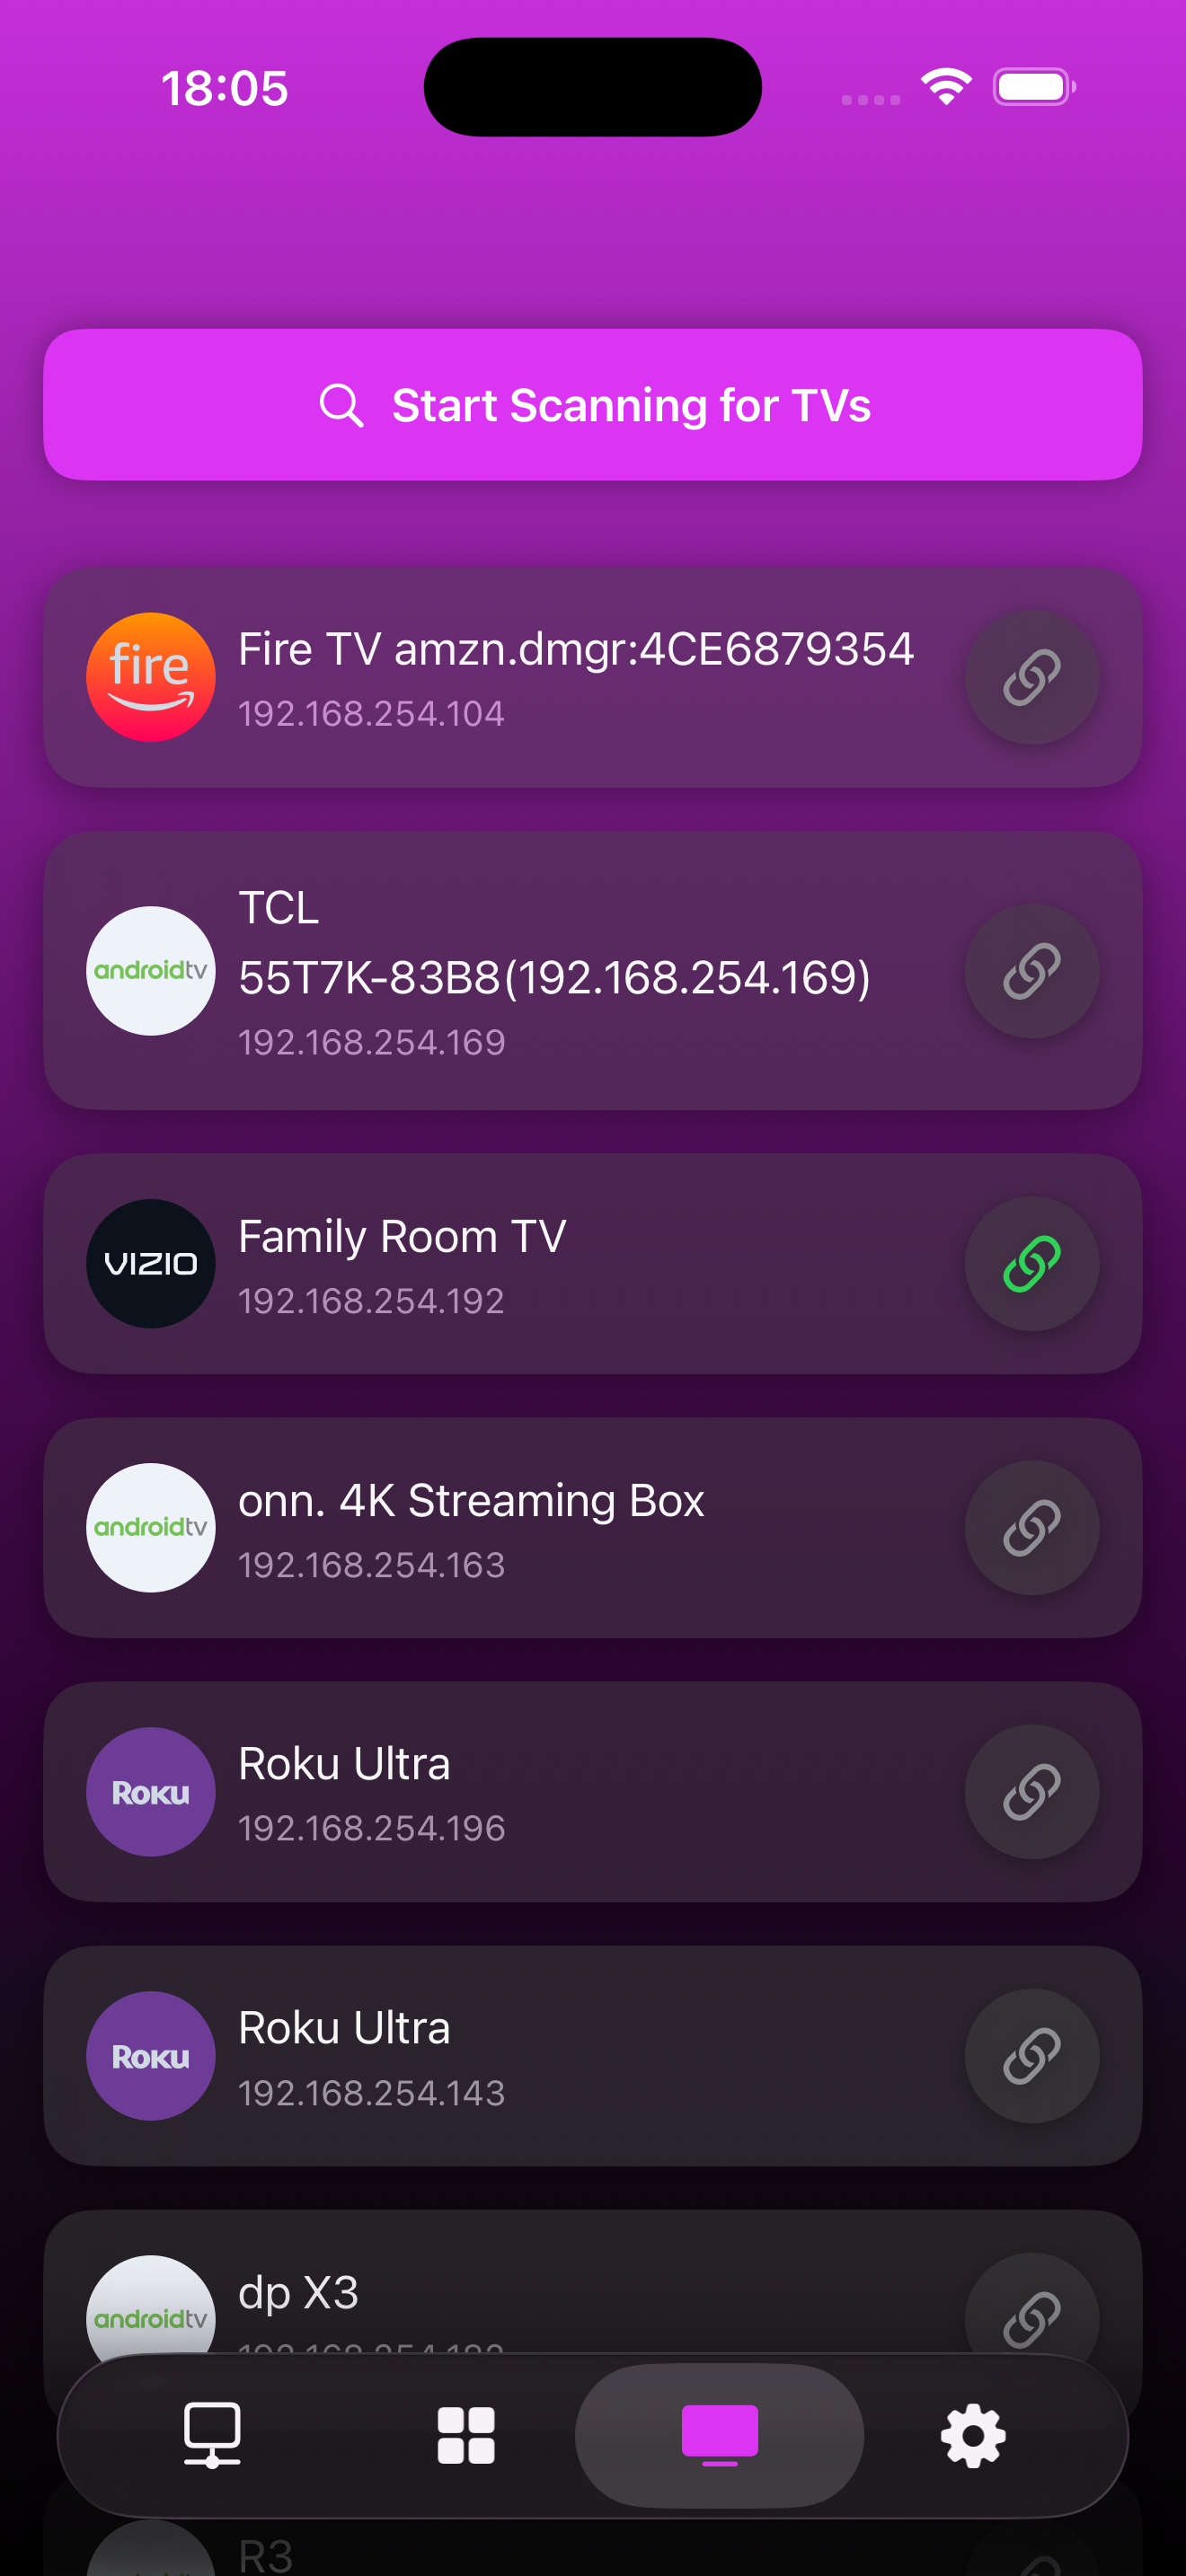 18:05
Start Scanning for TVs
fire
Fire TV amzn.dmgr:4CE6879354
192.168.254.104
androidtv
TCL
55T7K-83B8(192.168.254.169)
192.168.254.169
VIZIO
Family Room TV
192.168.254.192
androidtv
onn. 4K Streaming Box
192.168.254.163
Roku
Roku Ultra
192.168.254.196
Roku
Roku Ultra
192.168.254.143
androidtv
dp X3
R3